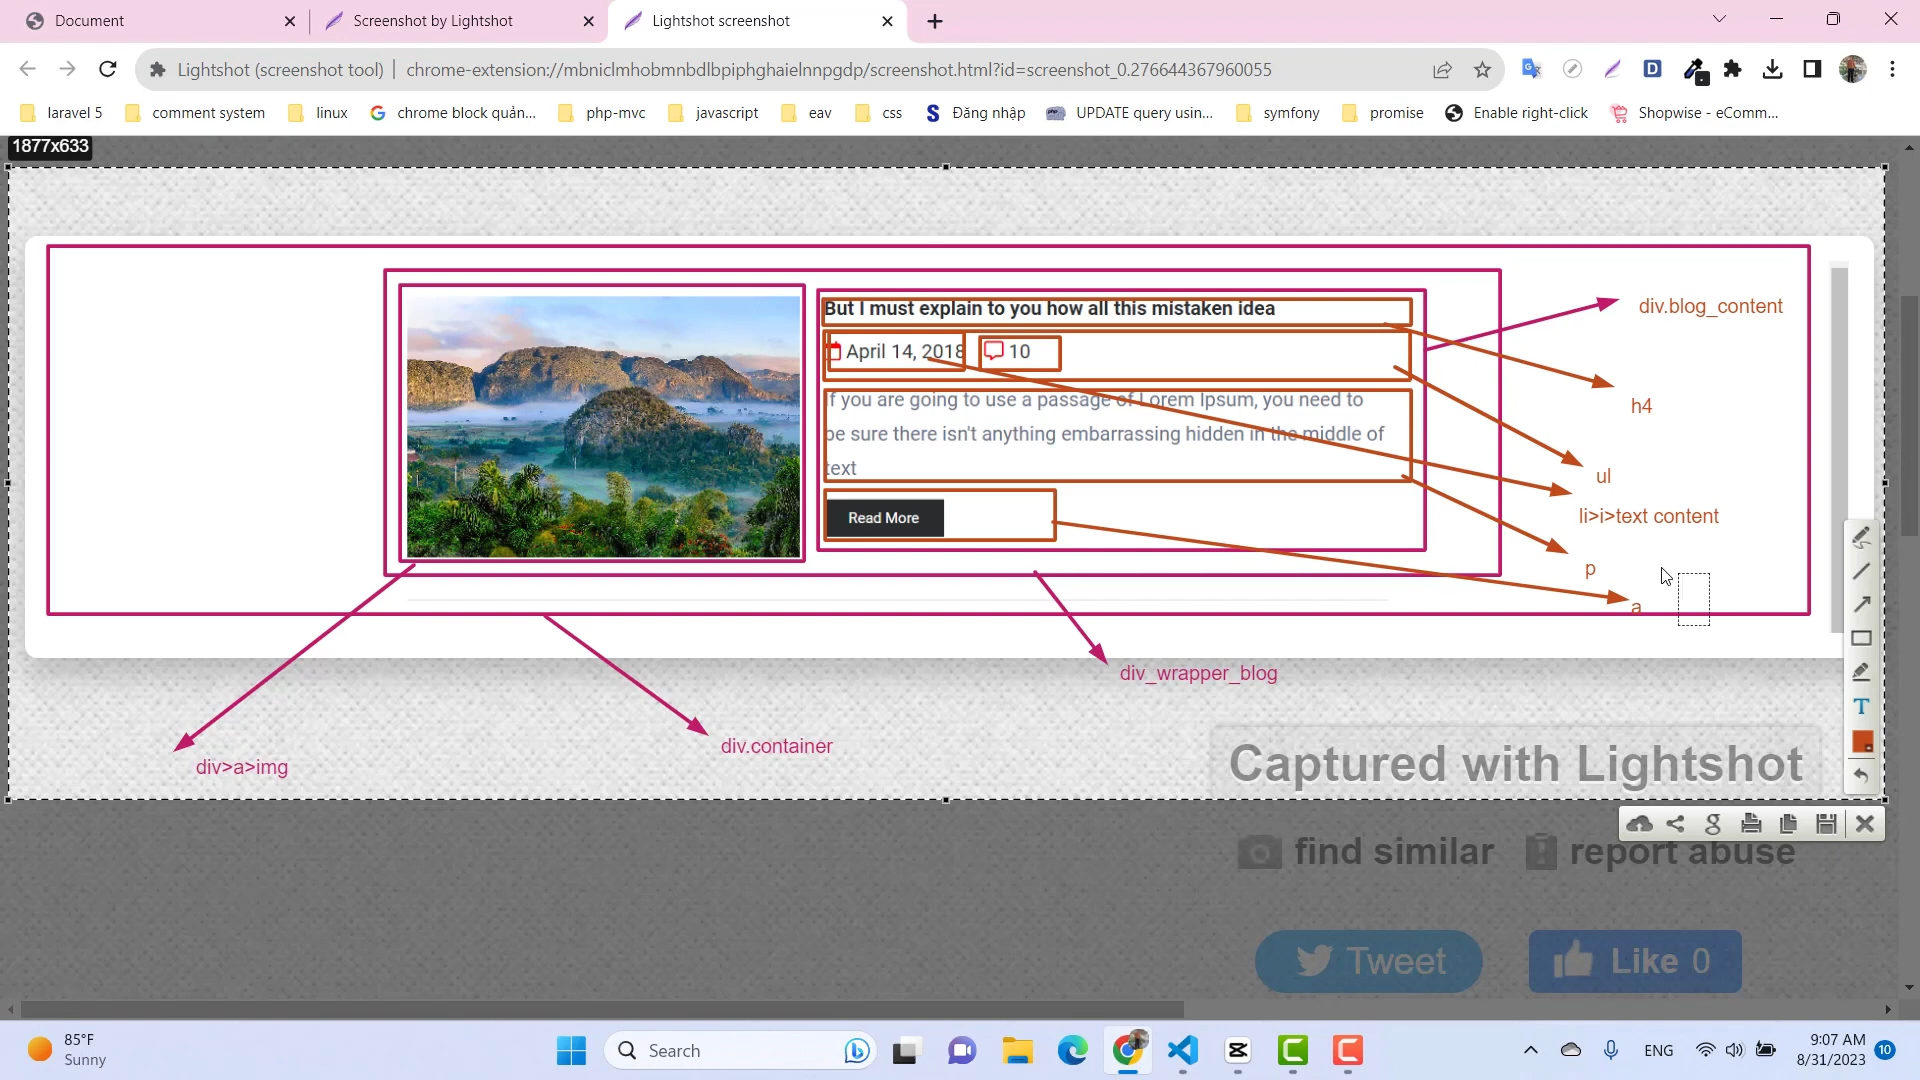 Document
Screenshot by Lightshot
Lightshot screenshot
Lightshot (screenshot tool) | chrome-extension://mbniclmhobmnbdlbpiphghaielnnpgdp/screenshot.html?id=screenshot_0.276644367960055
laravel 5
comment system
linux
chrome block quản...
php-mvc
javascript
eav
css
Đăng nhập
UPDATE query usin...
symfony
promise
Enable right-click
Shopwise - eComm...
1877x633
But I must explain to you how all this mistaken idea
April 14, 2018
10
If you are going to use a passage of Lorem Ipsum, you need to
be sure there isn't anything embarrassing hidden in the middle of
text
Read More
div.blog_content
h4
ul
li>i>text content
p
a
div_wrapper_blog
div.container
div>a>img
Captured with Lightshot
find similar
report abuse
Tweet
Like 0
85°F
Sunny
Search
ENG
9:07 AM
8/31/2023
10